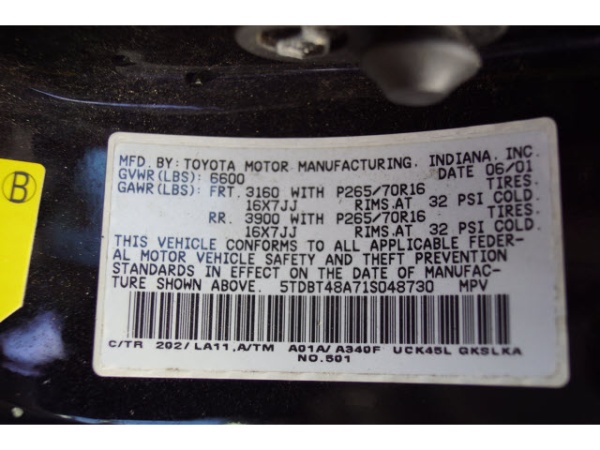 MFD. BY: TOYOTA MOTOR MANUFACTURING, INDIANA, INC.
GVWR(LBS): 6600 DATE 06/01
GAWR(LBS): FRT. 3160 WITH P265/70R16 TIRES,
16X7JJ RIMS,AT 32 PSI COLD.
RR. 3900 WITH P265/70R16 TIRES,
16X7JJ RIMS,AT 32 PSI COLD.
THIS VEHICLE CONFORMS TO ALL APPLICABLE FEDER-
AL MOTOR VEHICLE SAFETY AND THEFT PREVENTION
STANDARDS IN EFFECT ON THE DATE OF MANUFAC-
TURE SHOWN ABOVE. 5TDBT48A71S048730 MPV
C/TR 202/LA11,A/TM A01A/A340F UCK45L GKSLKA
NO.501
B